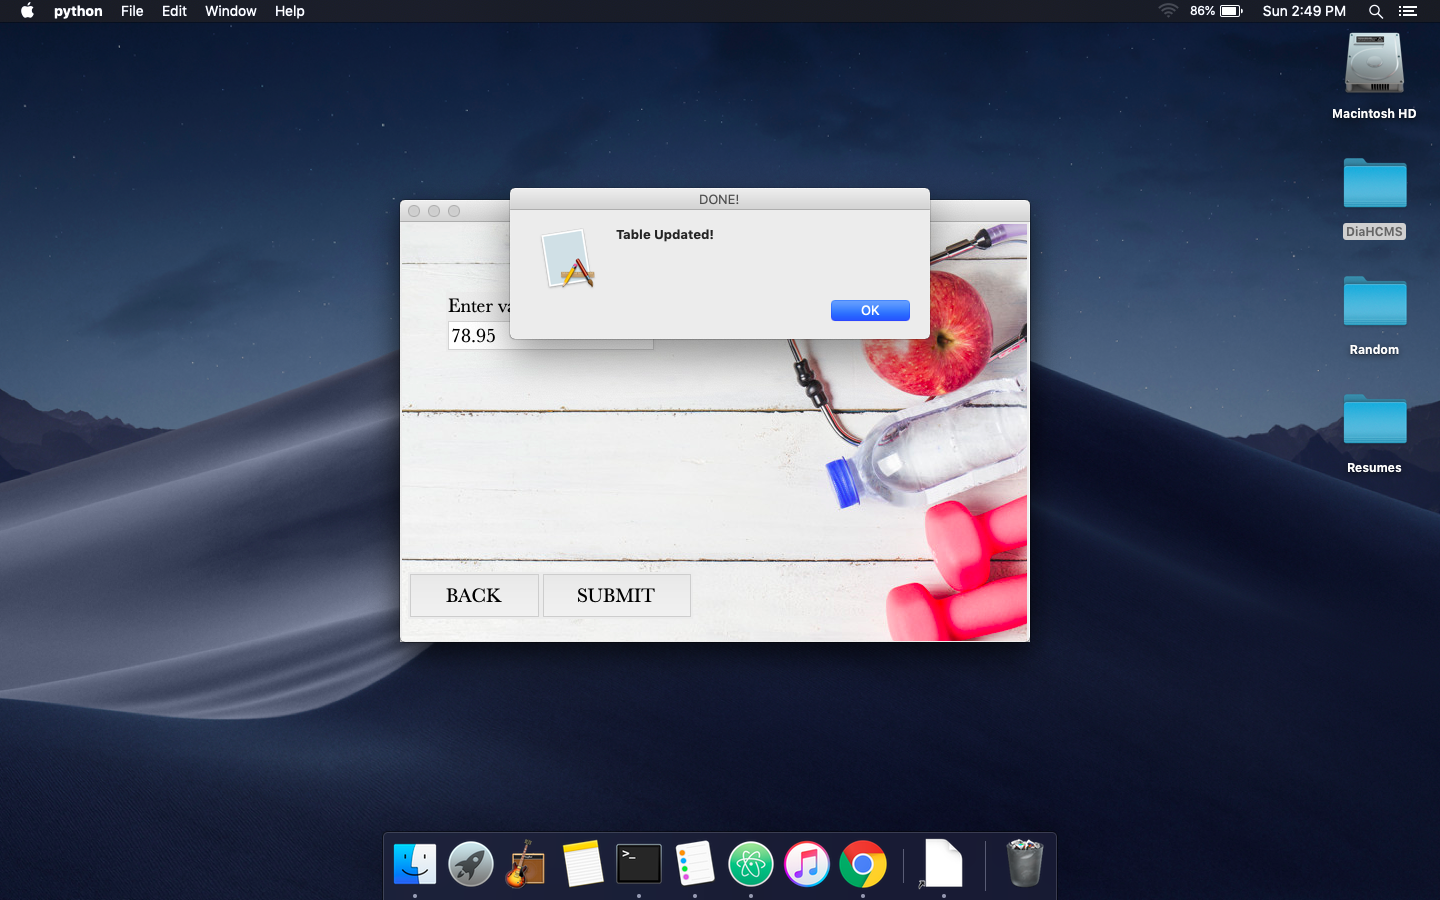 python File Edit Window Help
86% Sun 2:49 PM
Macintosh HD
DiaHCMS
Random
Resumes
DONE!
Table Updated!
OK
Enter
78.95
BACK SUBMIT
>_